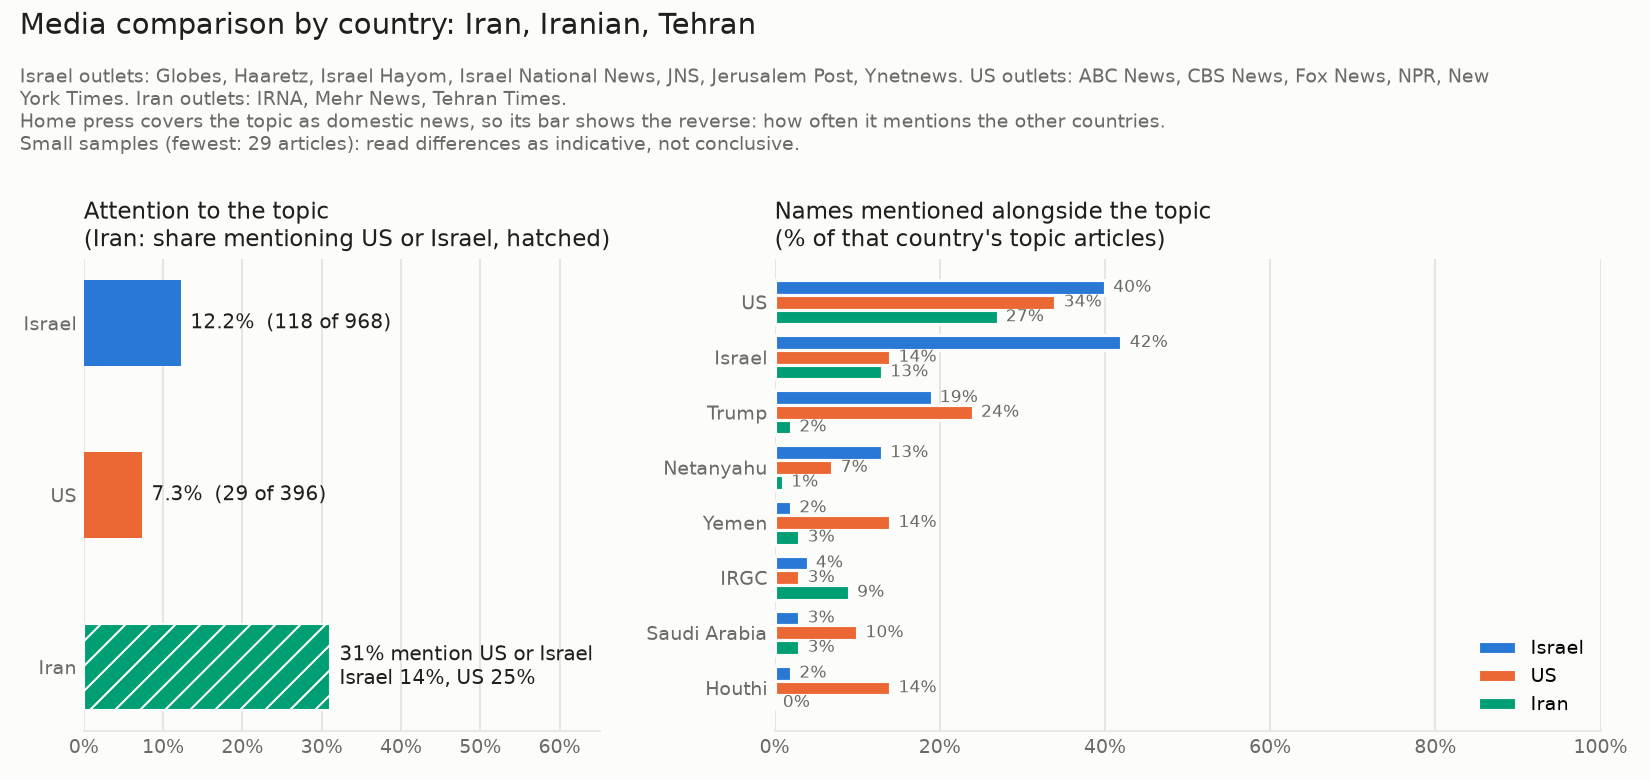 Media comparison by country: Iran, Iranian, Tehran
Israel outlets: Globes, Haaretz, Israel Hayom, Israel National News, JNS, Jerusalem Post, Ynetnews. US outlets: ABC News, CBS News, Fox News, NPR, New
York Times. Iran outlets: IRNA, Mehr News, Tehran Times.
Home press covers the topic as domestic news, so its bar shows the reverse: how often it mentions the other countries.
Small samples (fewest: 29 articles): read differences as indicative, not conclusive.
Attention to the topic
(Iran: share mentioning US or Israel, hatched)
Israel
12.2% (118 of 968)
US
7.3% (29 of 396)
Iran
31% mention US or Israel
Israel 14%, US 25%
0% 10% 20% 30% 40% 50% 60%
Names mentioned alongside the topic
(% of that country's topic articles)
US
40%
34%
27%
Israel
42%
14%
13%
Trump
19%
24%
2%
Netanyahu
13%
7%
1%
Yemen
2%
14%
3%
IRGC
4%
3%
9%
Saudi Arabia
3%
10%
3%
Houthi
2%
14%
0%
0% 20% 40% 60% 80% 100%
Israel
US
Iran